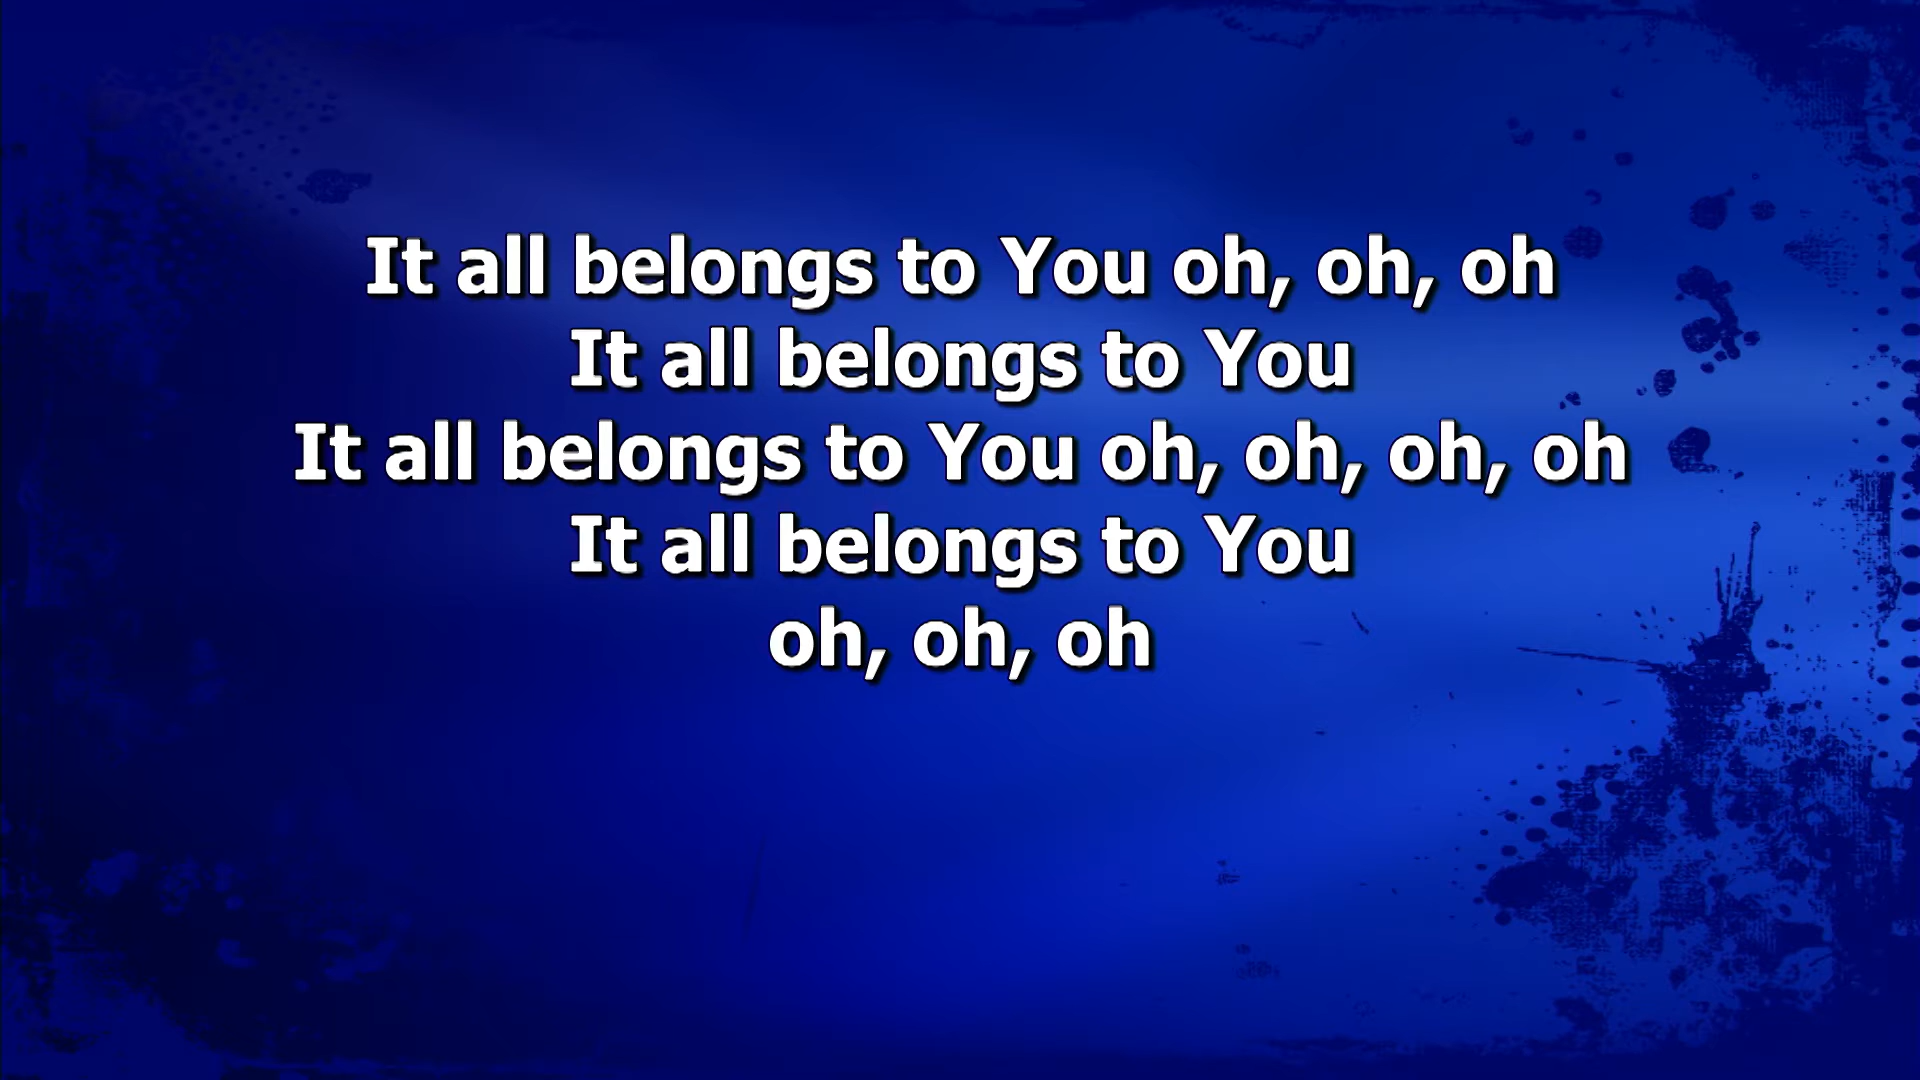 It all belongs to You oh, oh, oh
It all belongs to You
It all belongs to You oh, oh, oh, oh
It all belongs to You
oh, oh, oh